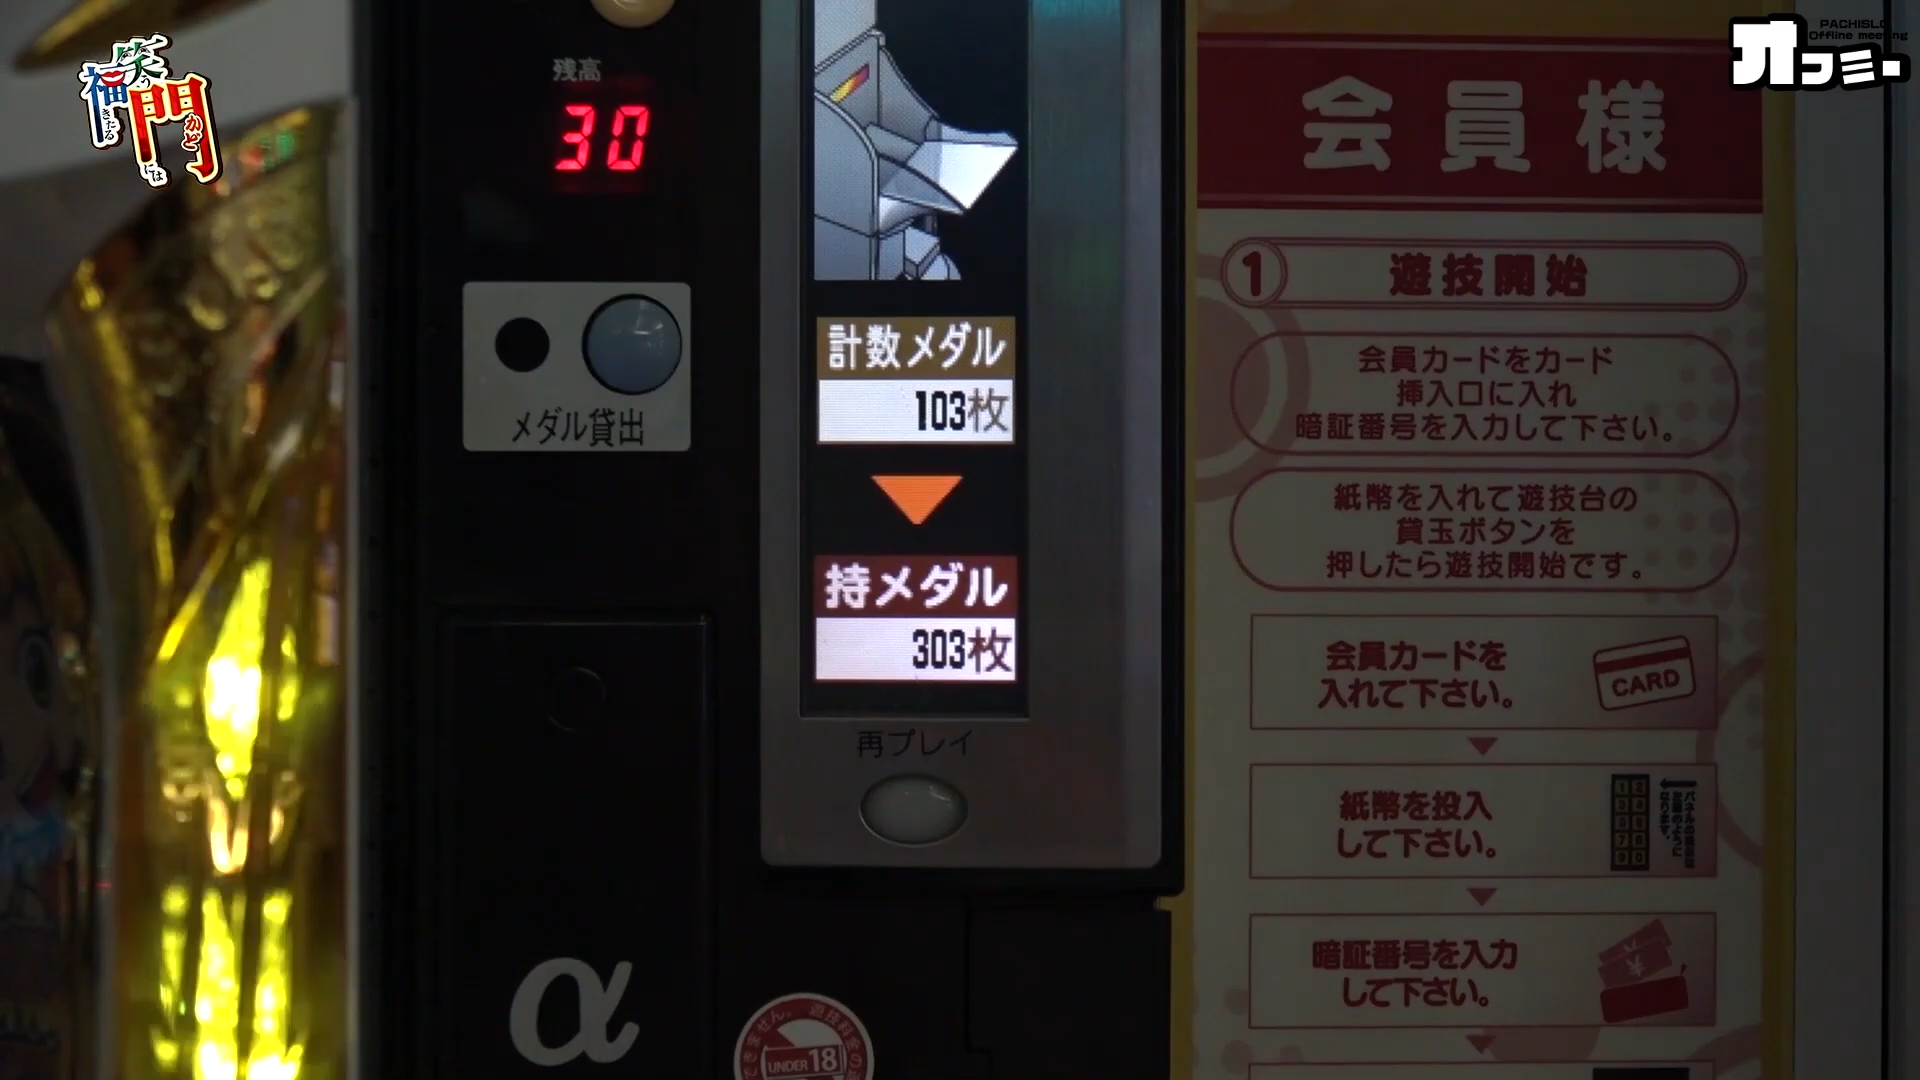 笑う
門
かど
には
福
きたる
PACHISLO
Offline meeting
オフミー
残高
30
メダル貸出
計数メダル
103枚
持メダル
303枚
再プレイ
α
UNDER 18
会員様
1 遊技開始
会員カードをカード
挿入口に入れ
暗証番号を入力して下さい。
紙幣を入れて遊技台の
貸玉ボタンを
押したら遊技開始です。
会員カードを
入れて下さい。
CARD
紙幣を投入
して下さい。
暗証番号を入力
して下さい。